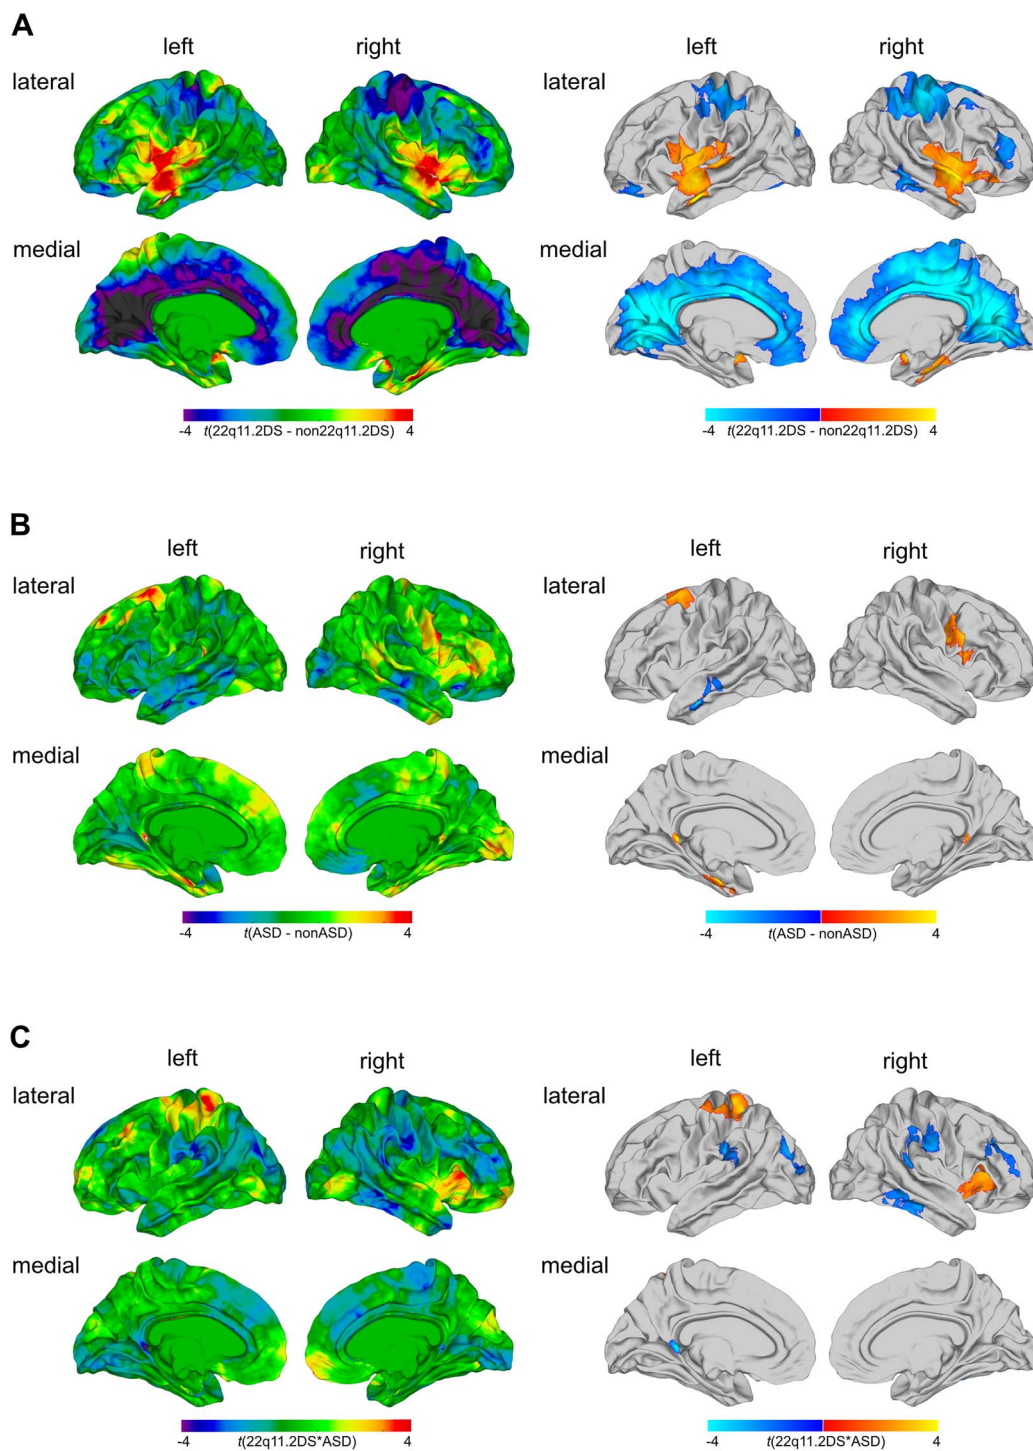 A
left right left right
lateral
medial
-4 t(22q11.2DS - non22q11.2DS) 4 -4 t(22q11.2DS - non22q11.2DS) 4
B
left right left right
lateral lateral
medial medial
-4 t(ASD - nonASD) 4 -4 t(ASD - nonASD) 4
C
left right left right
lateral lateral
medial medial
-4 t(22q11.2DS*ASD) 4 -4 t(22q11.2DS*ASD) 4